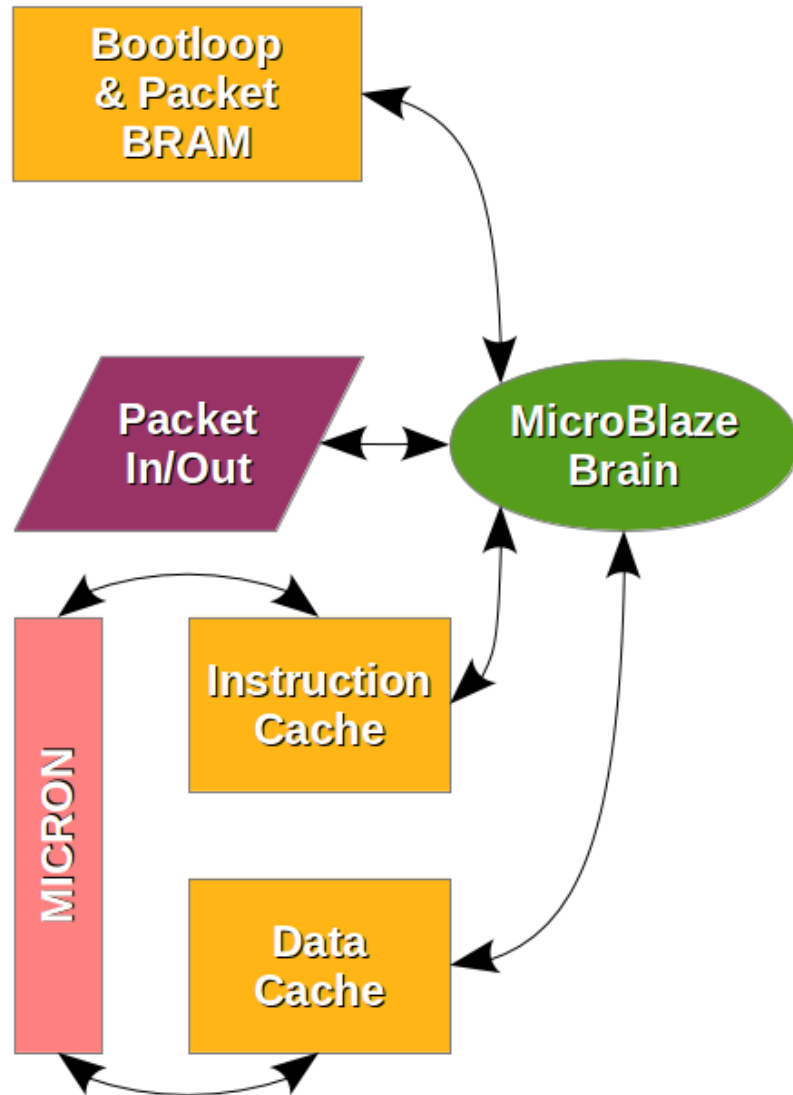 Bootloop
& Packet
BRAM
Packet
In/Out
MicroBlaze
Brain
Instruction
Cache
MICRON
Data
Cache